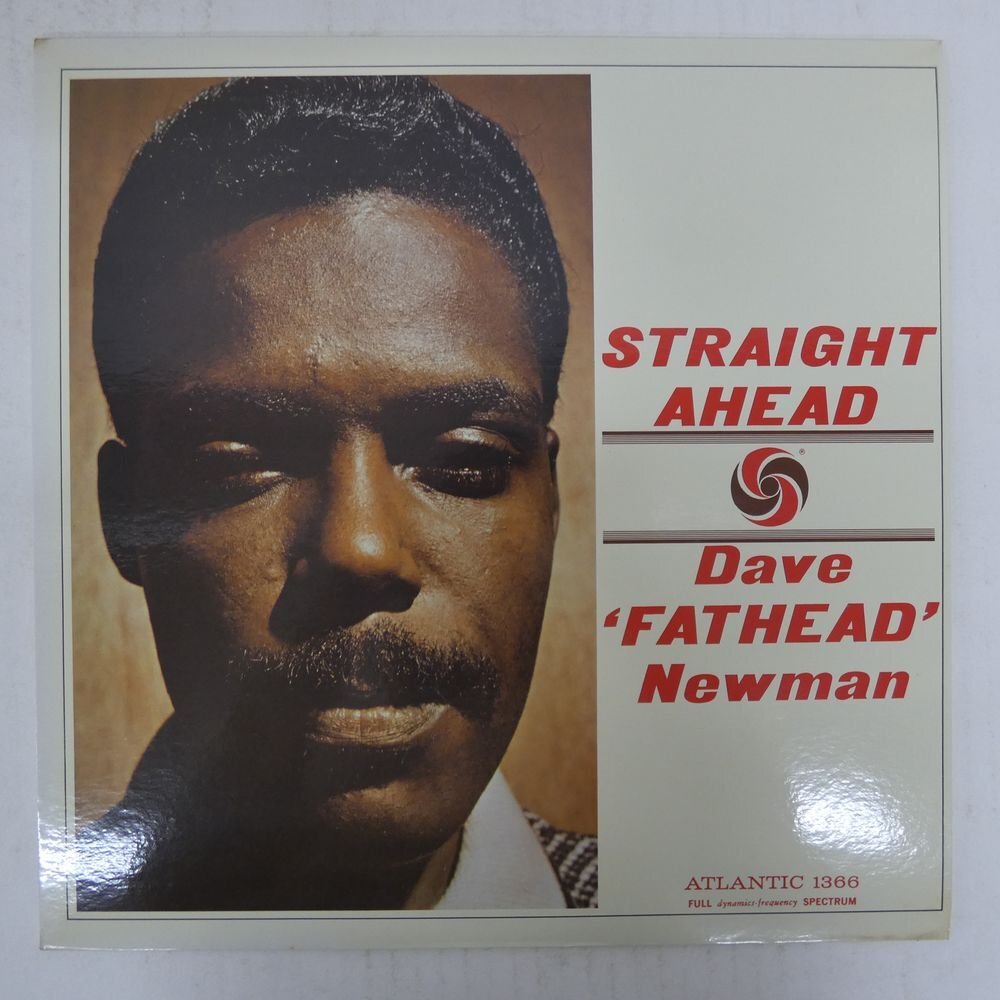 STRAIGHT
AHEAD
®
Dave
‘FATHEAD’
Newman
ATLANTIC 1366
FULL dynamics-frequency SPECTRUM